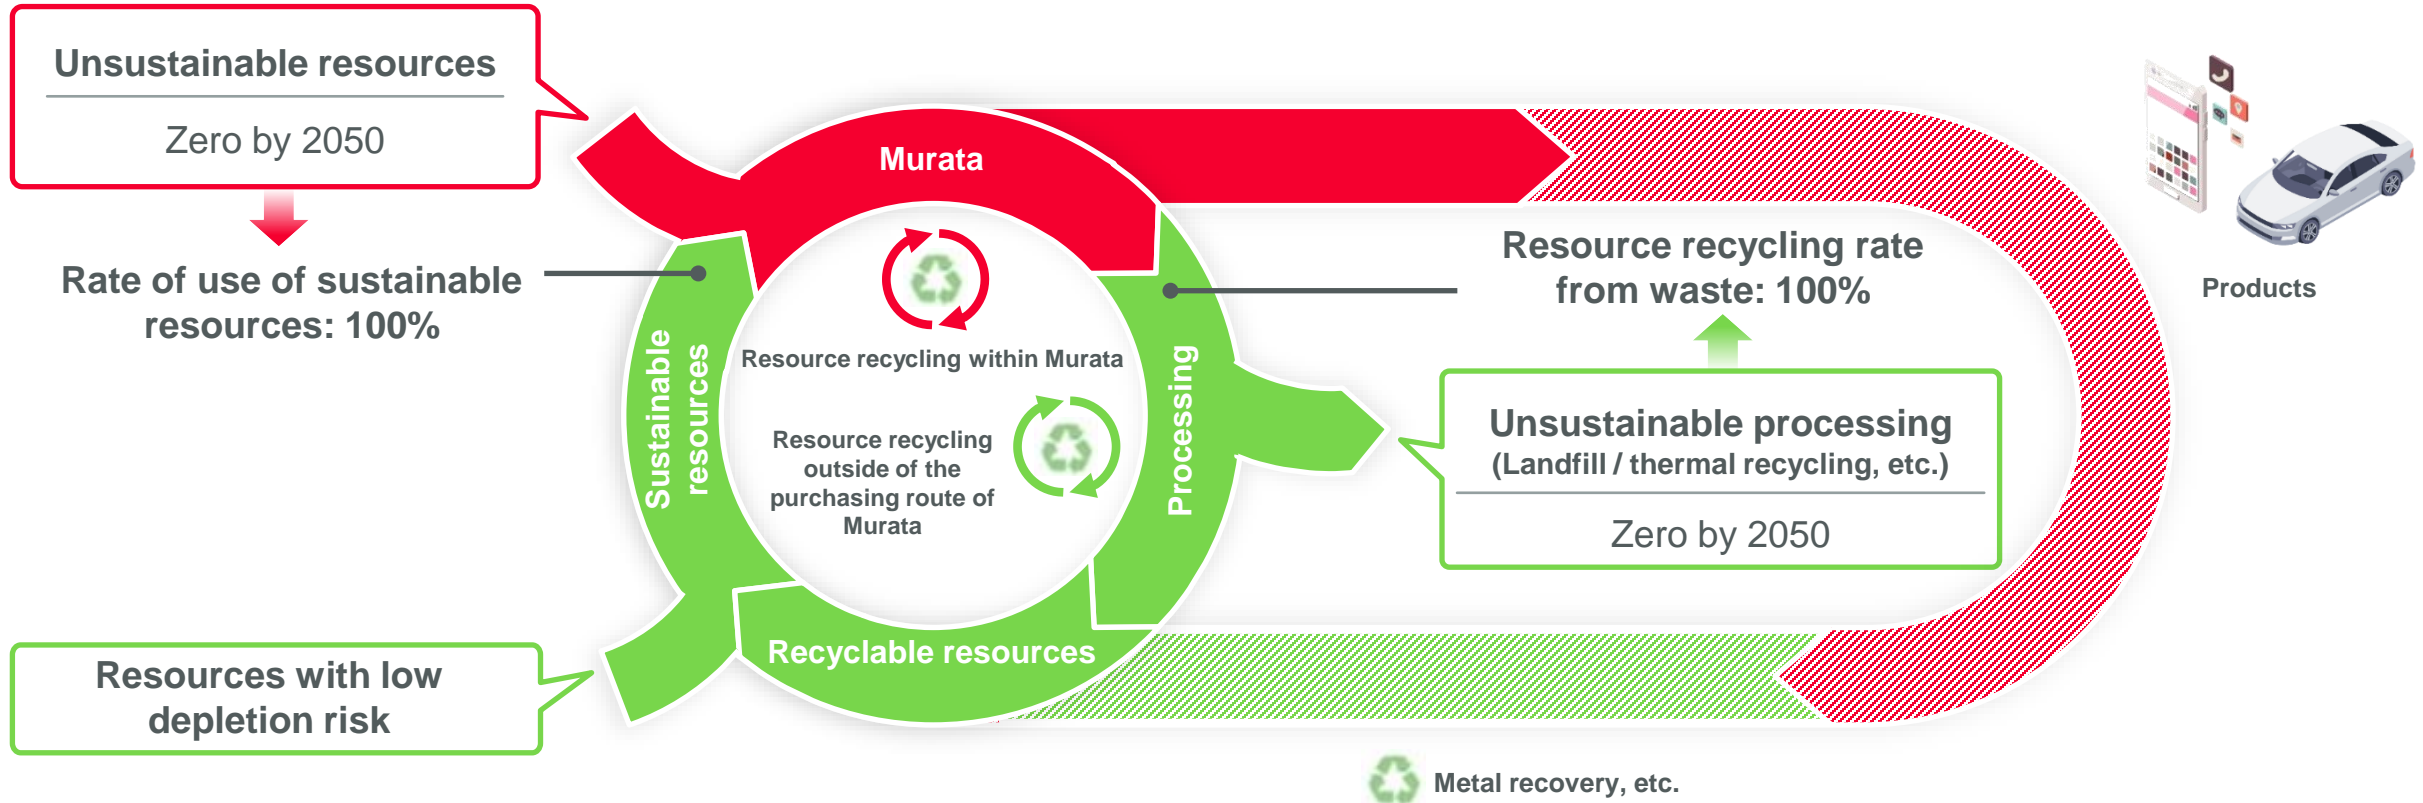 Unsustainable resources
Zero by 2050
Rate of use of sustainable
resources: 100%
Resources with low
depletion risk
Murata
Sustainable
resources
Resource recycling within Murata
Resource recycling
outside of the
purchasing route of
Murata
Processing
Recyclable resources
Resource recycling rate
from waste: 100%
Unsustainable processing
(Landfill / thermal recycling, etc.)
Zero by 2050
Products
Metal recovery, etc.